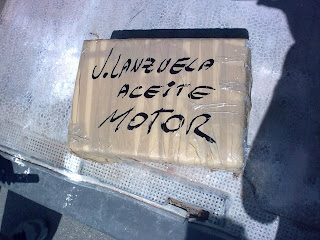 J. LANZUELA
ACEITE
MOTOR